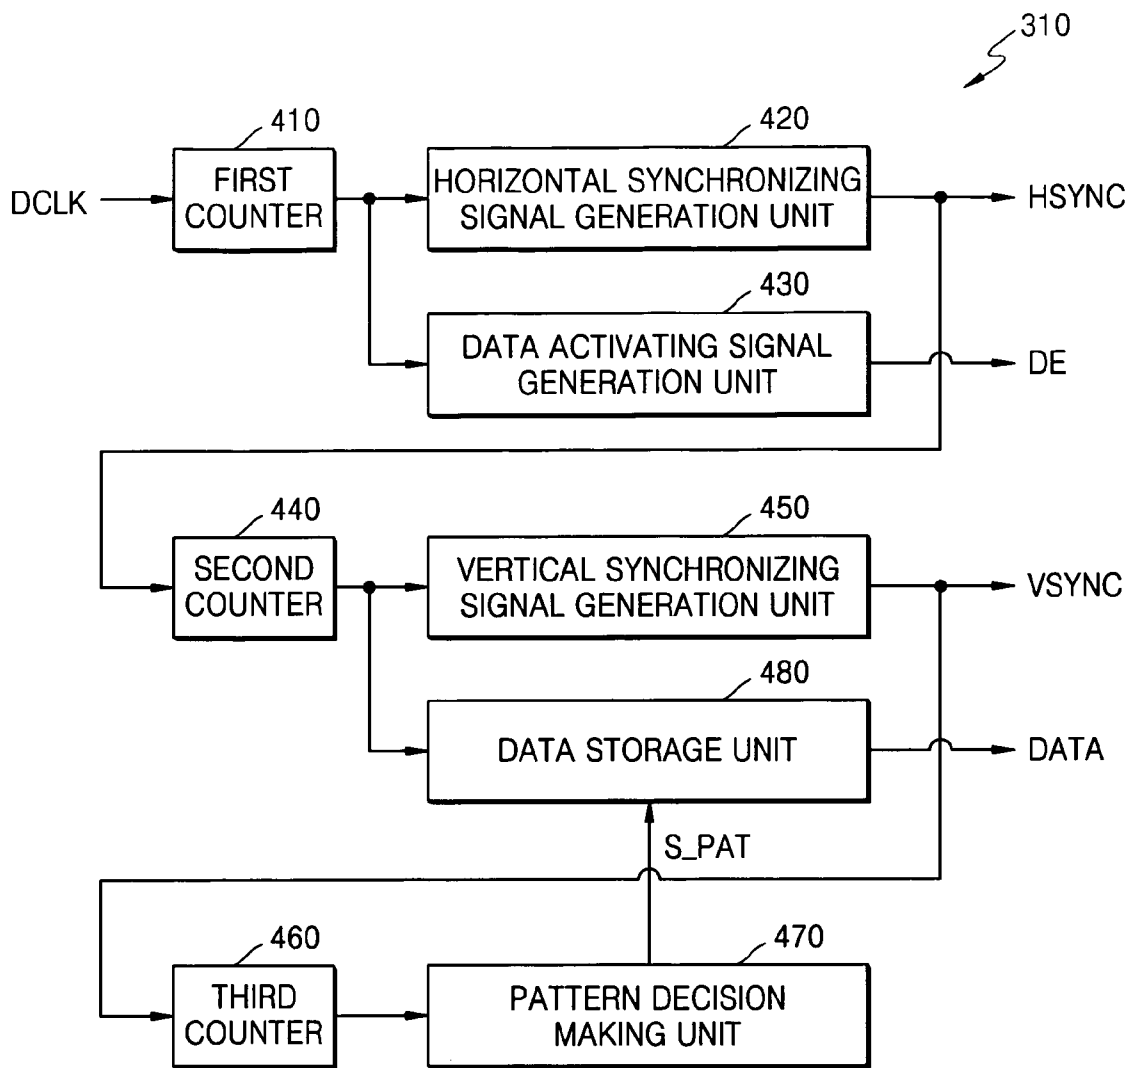 310
410
420
DCLK
FIRST
COUNTER
HORIZONTAL SYNCHRONIZING
SIGNAL GENERATION UNIT
HSYNC
430
DATA ACTIVATING SIGNAL
GENERATION UNIT
DE
440
450
SECOND
COUNTER
VERTICAL SYNCHRONIZING
SIGNAL GENERATION UNIT
VSYNC
480
DATA STORAGE UNIT
DATA
S_PAT
460
470
THIRD
COUNTER
PATTERN DECISION
MAKING UNIT